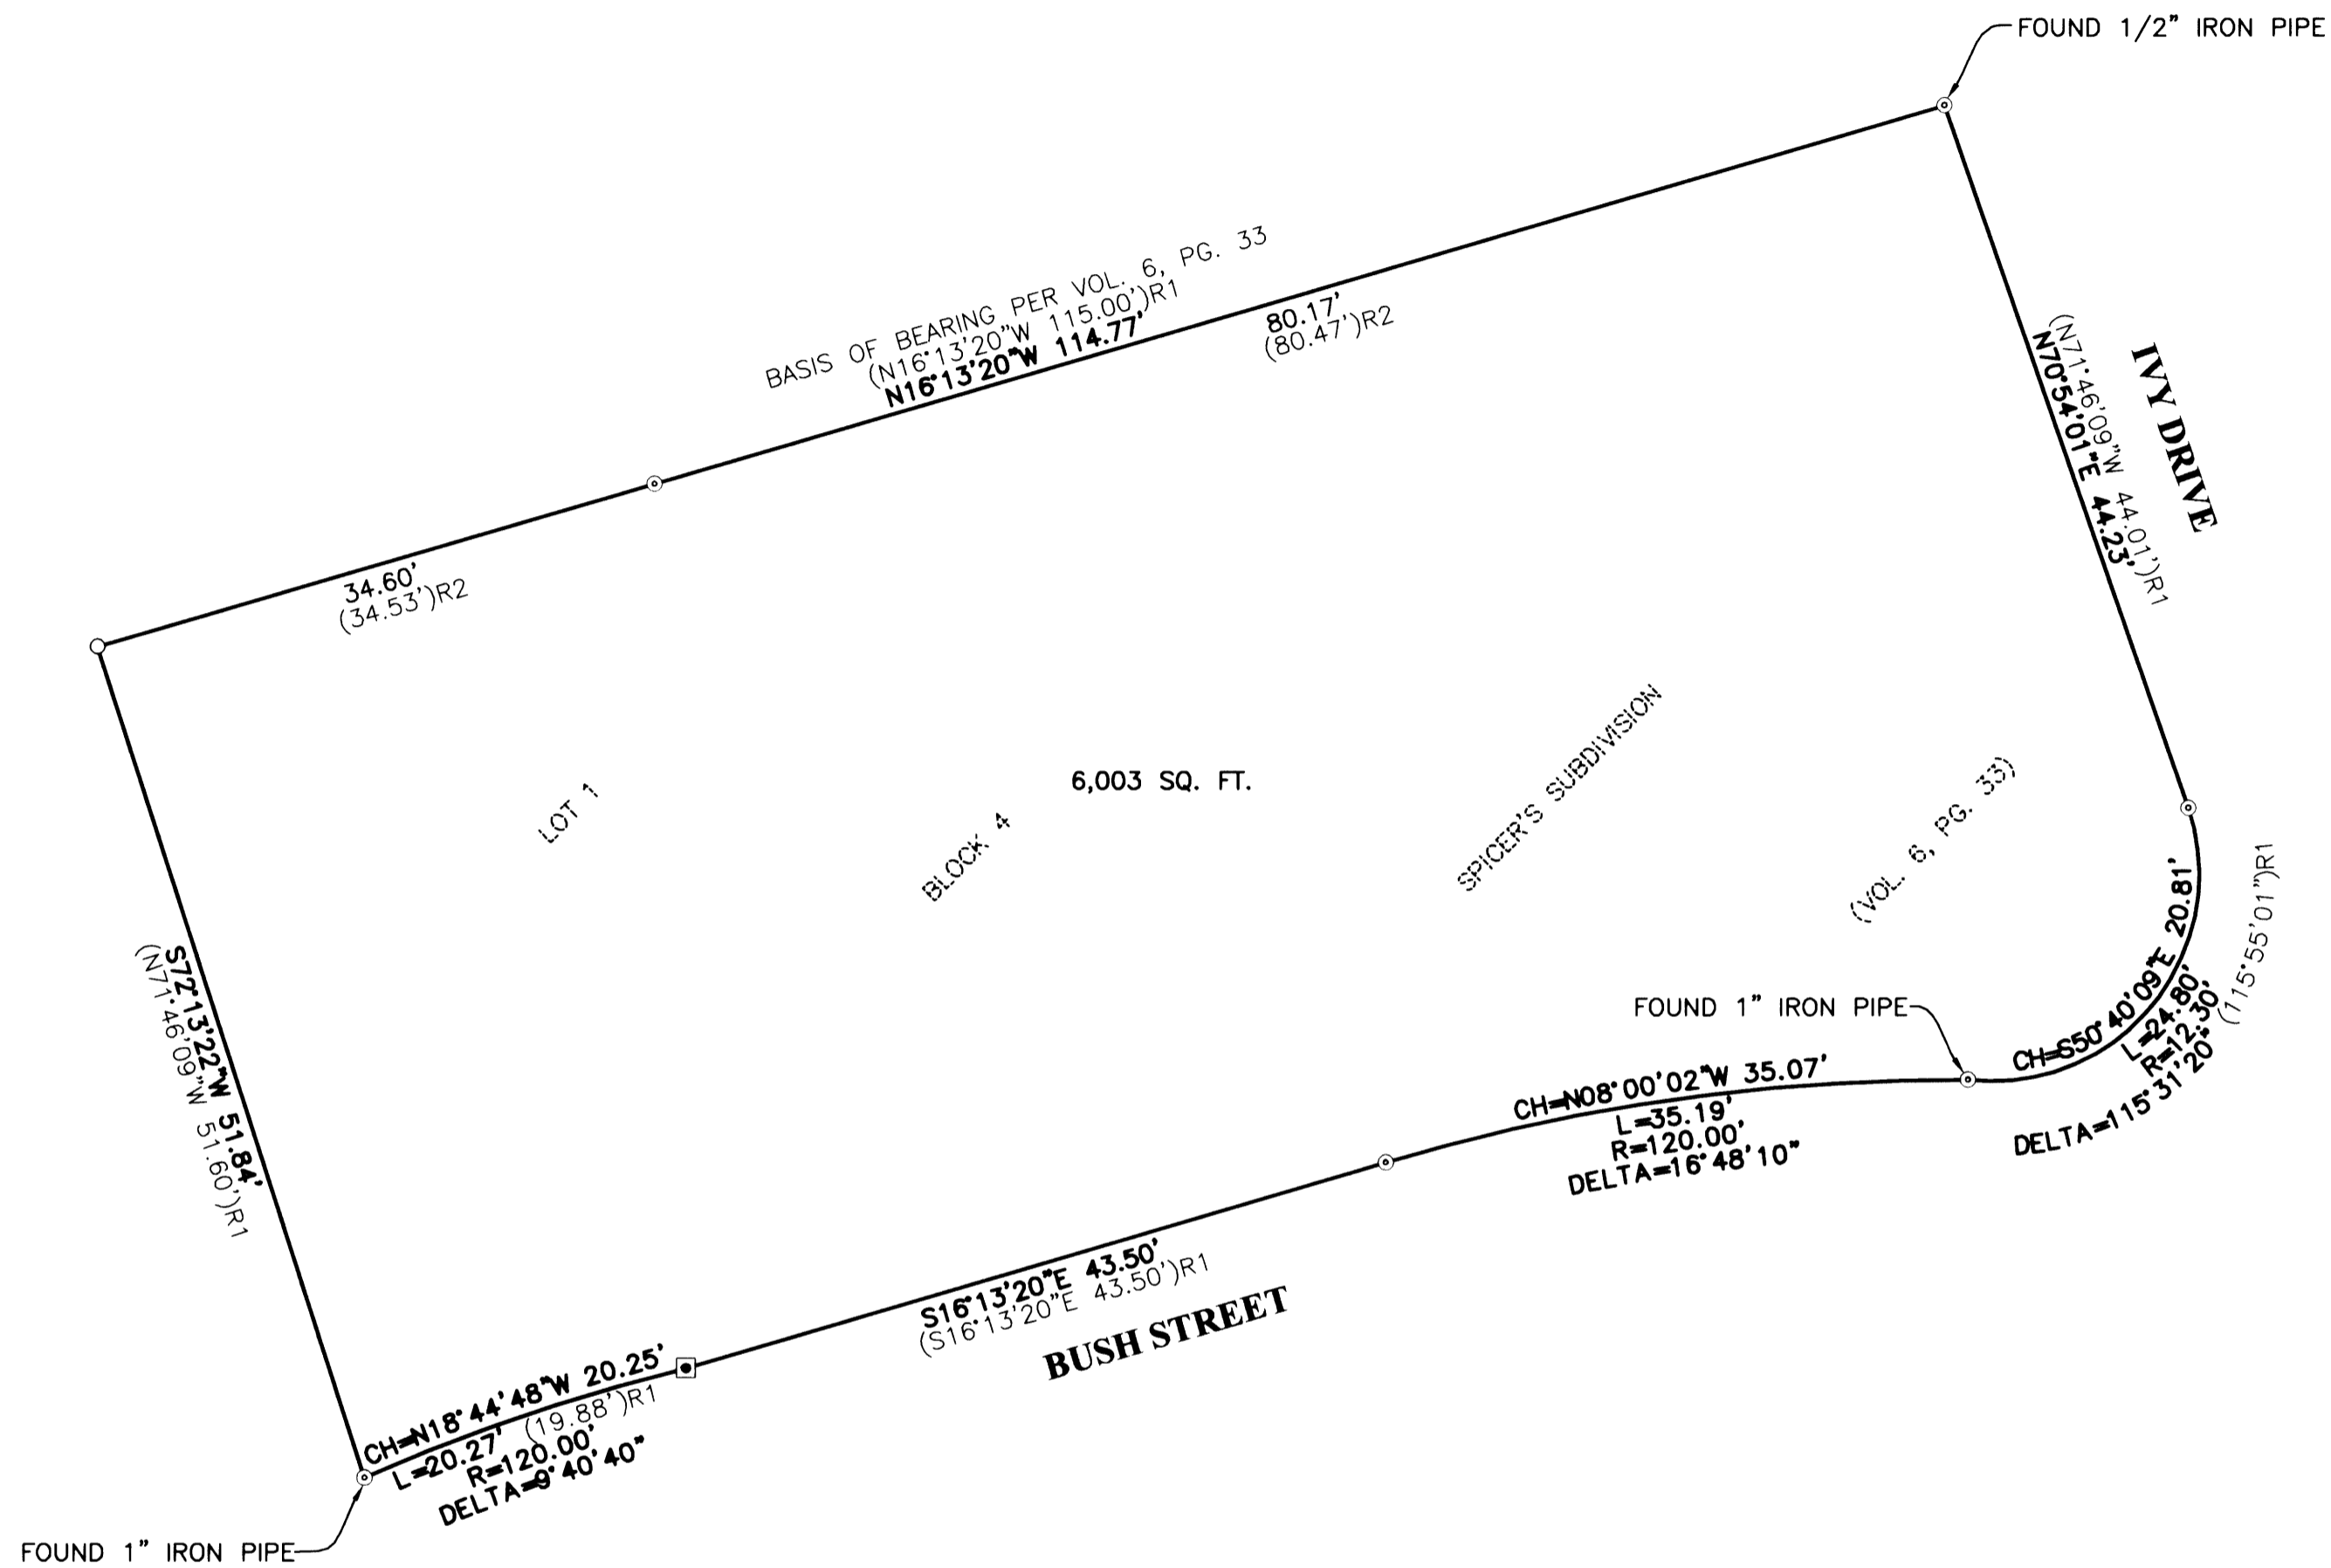 FOUND 1/2" IRON PIPE
BASIS OF BEARING PER VOL. 6, PG. 33
(N16°13'20"W 115.00')R1
N16°13'20"W 114.77'
80.17'
(80.47')R2
34.60'
(34.53')R2
IVY DRIVE
(N71°46'09"W 44.01')R1
N70°54'01"E 44.23'
LOT 1
BLOCK 4
6,003 SQ. FT.
SPICER'S SUBDIVISION
(VOL. 6, PG. 33)
S72°13'22"W 51.84'
(N71°46'09"W 51.60')R1
FOUND 1" IRON PIPE
CH=S50°40'09"E 20.81'
L=24.80'
R=12.30'
DELTA=115°31'20"
(115°55'01")R1
CH=N08°00'02"W 35.07'
L=35.19'
R=120.00'
DELTA=16°48'10"
S16°13'20"E 43.50'
(S16°13'20"E 43.50')R1
BUSH STREET
CH=N18°44'48"W 20.25'
L=20.27'
(19.88')R1
R=120.00'
DELTA=9°40'40"
FOUND 1" IRON PIPE